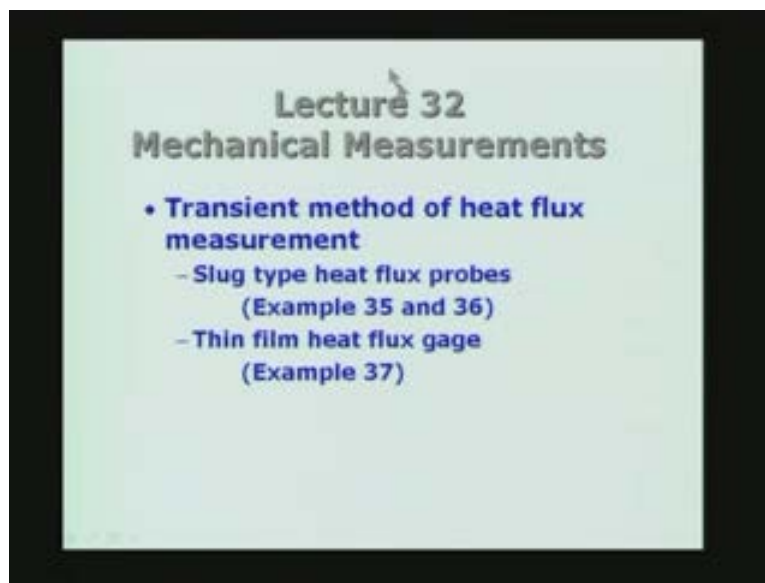 Lecture 32
Mechanical Measurements
• Transient method of heat flux
measurement
– Slug type heat flux probes
(Example 35 and 36)
– Thin film heat flux gage
(Example 37)